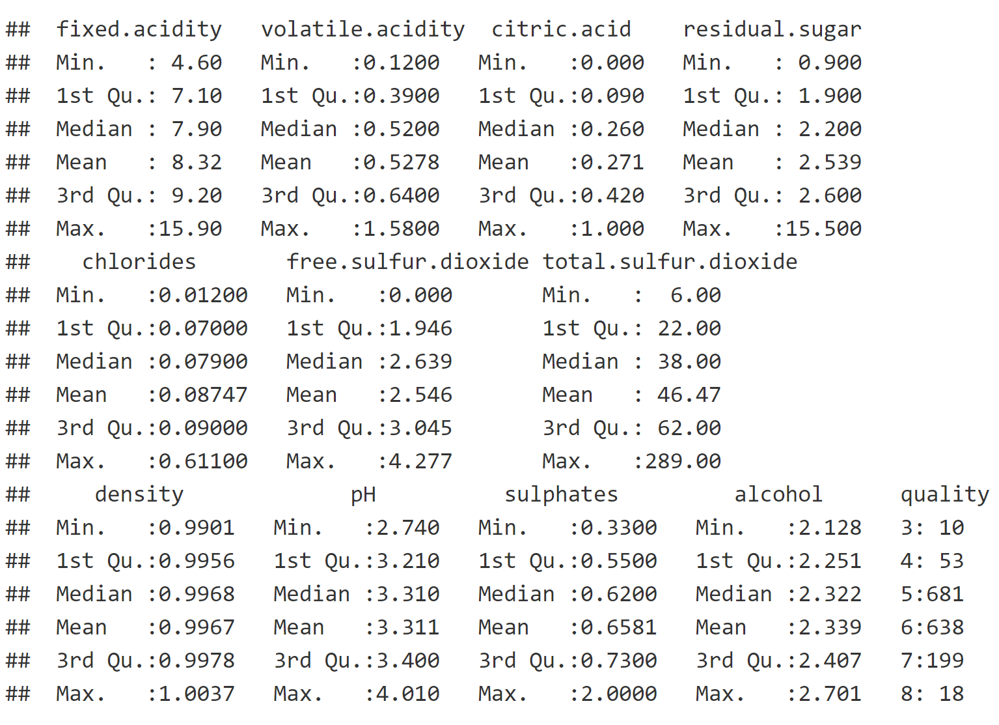 ##  fixed.acidity   volatile.acidity  citric.acid    residual.sugar
##  Min.   : 4.60   Min.   :0.1200   Min.   :0.000   Min.   : 0.900
##  1st Qu.: 7.10   1st Qu.:0.3900   1st Qu.:0.090   1st Qu.: 1.900
##  Median : 7.90   Median :0.5200   Median :0.260   Median : 2.200
##  Mean   : 8.32   Mean   :0.5278   Mean   :0.271   Mean   : 2.539
##  3rd Qu.: 9.20   3rd Qu.:0.6400   3rd Qu.:0.420   3rd Qu.: 2.600
##  Max.   :15.90   Max.   :1.5800   Max.   :1.000   Max.   :15.500
##    chlorides       free.sulfur.dioxide total.sulfur.dioxide
##  Min.   :0.01200   Min.   :0.000       Min.   :  6.00
##  1st Qu.:0.07000   1st Qu.:1.946       1st Qu.: 22.00
##  Median :0.07900   Median :2.639       Median : 38.00
##  Mean   :0.08747   Mean   :2.546       Mean   : 46.47
##  3rd Qu.:0.09000   3rd Qu.:3.045       3rd Qu.: 62.00
##  Max.   :0.61100   Max.   :4.277       Max.   :289.00
##     density             pH          sulphates         alcohol      quality
##  Min.   :0.9901   Min.   :2.740   Min.   :0.3300   Min.   :2.128   3: 10
##  1st Qu.:0.9956   1st Qu.:3.210   1st Qu.:0.5500   1st Qu.:2.251   4: 53
##  Median :0.9968   Median :3.310   Median :0.6200   Median :2.322   5:681
##  Mean   :0.9967   Mean   :3.311   Mean   :0.6581   Mean   :2.339   6:638
##  3rd Qu.:0.9978   3rd Qu.:3.400   3rd Qu.:0.7300   3rd Qu.:2.407   7:199
##  Max.   :1.0037   Max.   :4.010   Max.   :2.0000   Max.   :2.701   8: 18